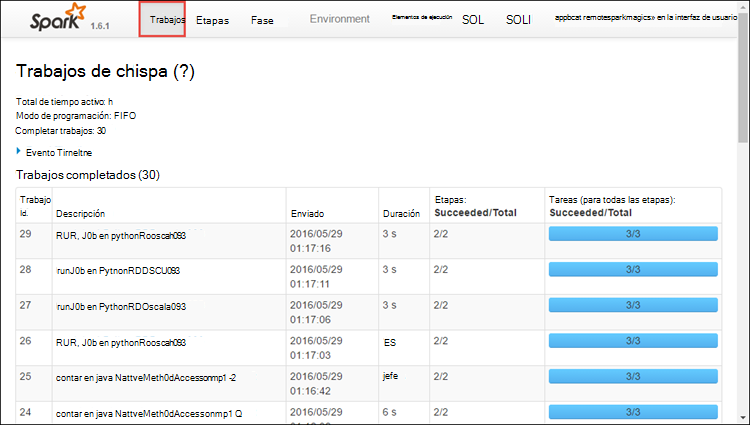 Spark 1.6.1 Trabajos Etapas Fase Environment Elementos de ejecución SOL SOLI appbcat remotesparkmagics» en la interfaz de usuario
Trabajos de chispa (?)
Total de tiempo activo: h
Modo de programación: FIFO
Completar trabajos: 30
Evento Tirneltne
Trabajos completados (30)
Trabajo Id. Descripción Enviado Duración Etapas: Succeeded/Total Tareas (para todas las etapas): Succeeded/Total
29 RUR, J0b en pythonRooscah093 2016/05/29 01:17:16 3 s 2/2 3/3
28 runJ0b en PytnonRDDSCU093 2016/05/29 01:17:11 3 s 2/2 3/3
27 runJ0b en PythonRDOscala093 2016/05/29 01:17:06 3 s 2/2 3/3
26 RUR, J0b en pythonRooscah093 2016/05/29 01:17:03 ES 2/2 3/3
25 contar en java NattveMeth0dAccessonmp1 -2 2016/05/29 01:16:42 jefe 2/2 3/3
24 contar en java NattveMeth0dAccessonmp1 Q 2016/05/29 6 s 2/2 3/3